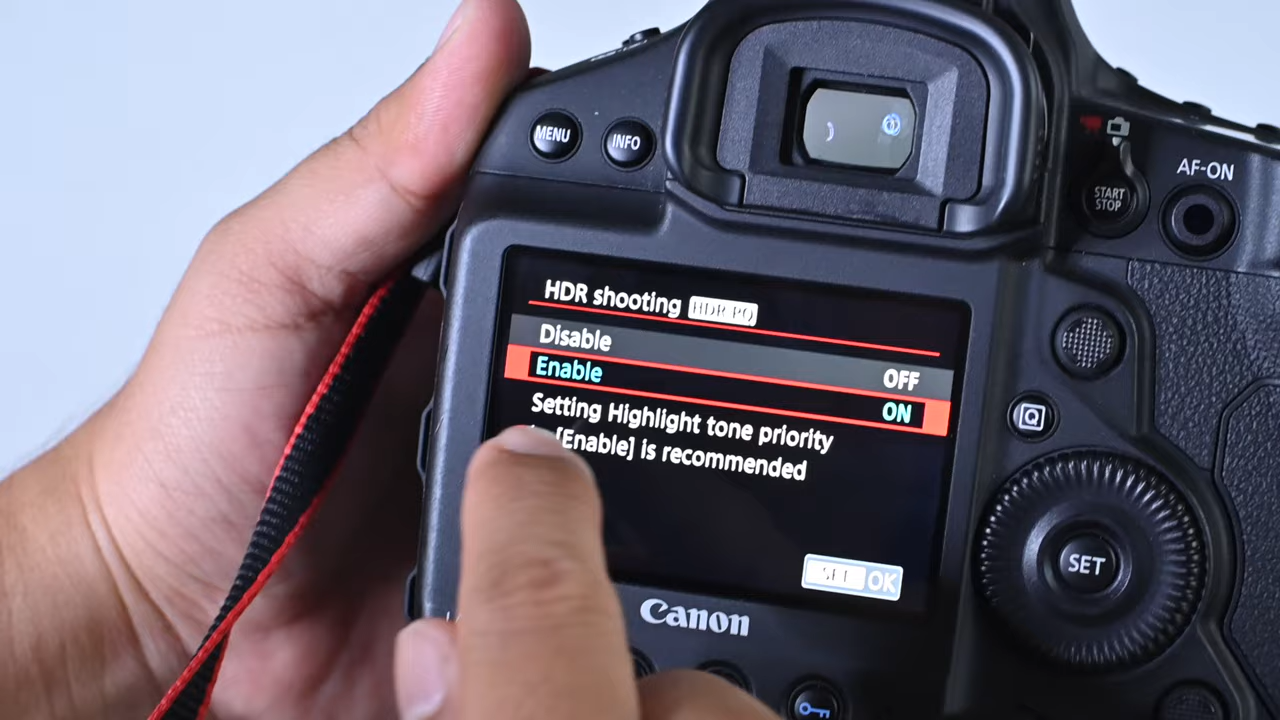 MENU
INFO
AF-ON
START
STOP
HDR shooting HDR PQ
Disable OFF
Enable ON
Setting Highlight tone priority
[Enable] is recommended
SET OK
Q
SET
Canon